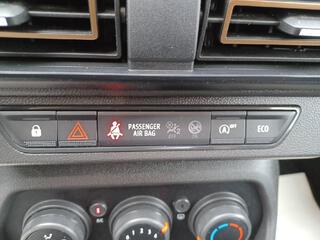 PASSENGER
AIR BAG
OFF
ECO
A/C